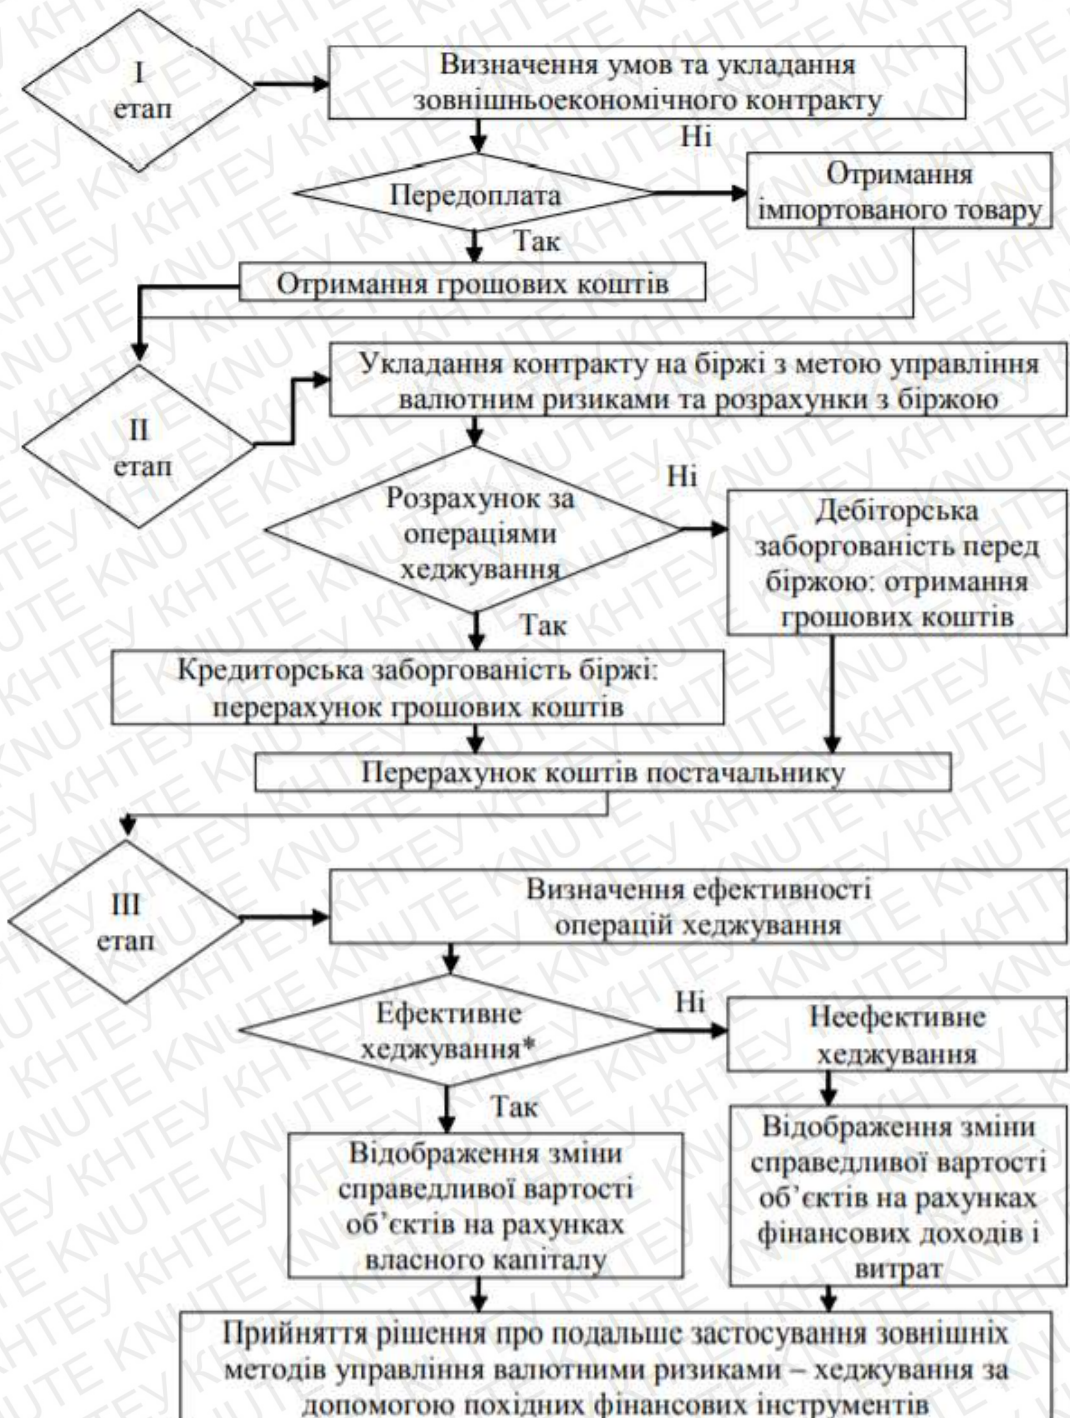 I
етап
Визначення умов та укладання
зовнішньоекономічного контракту
Ні
Передоплата
Отримання
імпортованого товару
Так
Отримання грошових коштів
Укладання контракту на біржі з метою управління
валютним ризиками та розрахунки з біржою
II
етап
Ні
Розрахунок за
операціями
хеджування
Дебіторська
заборгованість перед
біржою: отримання
грошових коштів
Так
Кредиторська заборгованість біржі:
перерахунок грошових коштів
Перерахунок коштів постачальнику
III
етап
Визначення ефективності
операцій хеджування
Ні
Ефективне
хеджування*
Неефективне
хеджування
Так
Відображення зміни
справедливої вартості
об’єктів на рахунках
власного капіталу
Відображення зміни
справедливої вартості
об’єктів на рахунках
фінансових доходів і
витрат
Прийняття рішення про подальше застосування зовнішніх
методів управління валютними ризиками – хеджування за
допомогою похідних фінансових інструментів